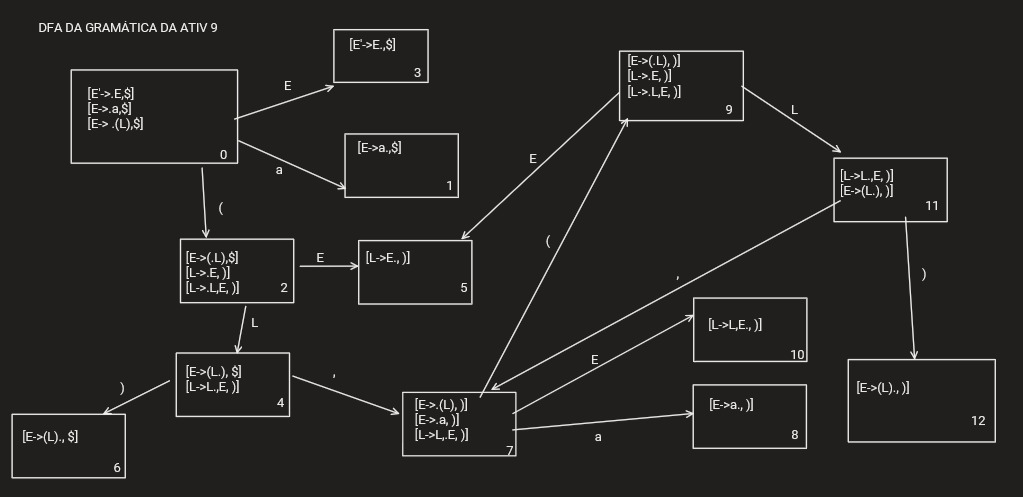 DFA DA GRAMÁTICA DA ATIV 9
[E'->E.,$]
3
E
[E'->.E,$]
[E->.a,$]
[E-> .(L),$]
0
a
[E->a.,$]
1
(
[E->(.L),$]
[L->.E, )]
[L->.L,E, )]
2
E
[L->E., )]
5
L
[E->(L.), $]
[L->L.,E, )]
4
)
[E->(L)., $]
6
,
[E->.(L), )]
[E->.a, )]
[L->L,.E, )]
7
(
E
[L->L,E., )]
10
a
[E->a., )]
8
[E->(.L), )]
[L->.E, )]
[L->.L,E, )]
9
E
L
[L->L.,E, )]
[E->(L.), )]
11
,
)
[E->(L)., )]
12